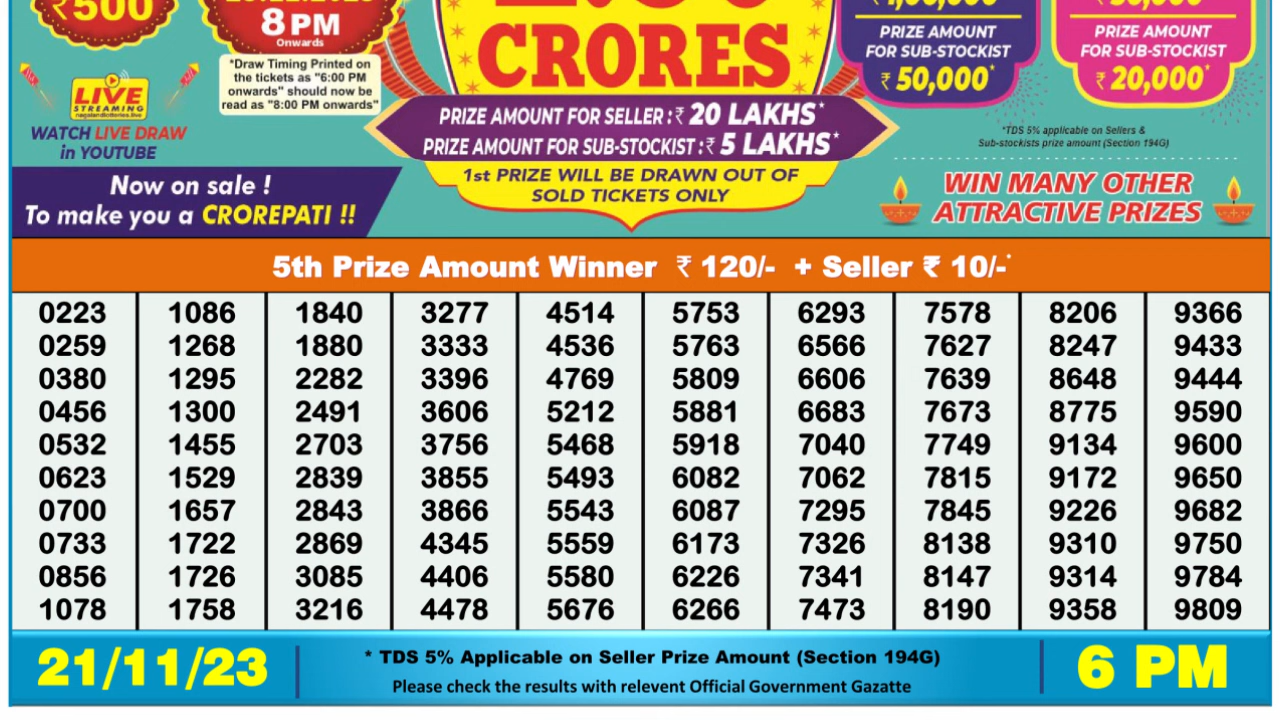 ₹500
8 PM
Onwards
*Draw Timing Printed on
the tickets as "6:00 PM
onwards" should now be
read as "8:00 PM onwards"
LIVE
STREAMING
nagalandlotteries.live
WATCH LIVE DRAW
in YOUTUBE
Now on sale !
To make you a CROREPATI !!
CRORES
PRIZE AMOUNT FOR SELLER :₹ 20 LAKHS*
PRIZE AMOUNT FOR SUB-STOCKIST :₹ 5 LAKHS*
1st PRIZE WILL BE DRAWN OUT OF
SOLD TICKETS ONLY
PRIZE AMOUNT
FOR SUB-STOCKIST
₹ 50,000*
PRIZE AMOUNT
FOR SUB-STOCKIST
₹ 20,000*
*TDS 5% applicable on Sellers &
Sub-stockists prize amount (Section 194G)
WIN MANY OTHER
ATTRACTIVE PRIZES
5th Prize Amount Winner ₹ 120/- + Seller ₹ 10/-*
0223 1086 1840 3277 4514 5753 6293 7578 8206 9366
0259 1268 1880 3333 4536 5763 6566 7627 8247 9433
0380 1295 2282 3396 4769 5809 6606 7639 8648 9444
0456 1300 2491 3606 5212 5881 6683 7673 8775 9590
0532 1455 2703 3756 5468 5918 7040 7749 9134 9600
0623 1529 2839 3855 5493 6082 7062 7815 9172 9650
0700 1657 2843 3866 5543 6087 7295 7845 9226 9682
0733 1722 2869 4345 5559 6173 7326 8138 9310 9750
0856 1726 3085 4406 5580 6226 7341 8147 9314 9784
1078 1758 3216 4478 5676 6266 7473 8190 9358 9809
21/11/23
* TDS 5% Applicable on Seller Prize Amount (Section 194G)
Please check the results with relevent Official Government Gazatte
6 PM